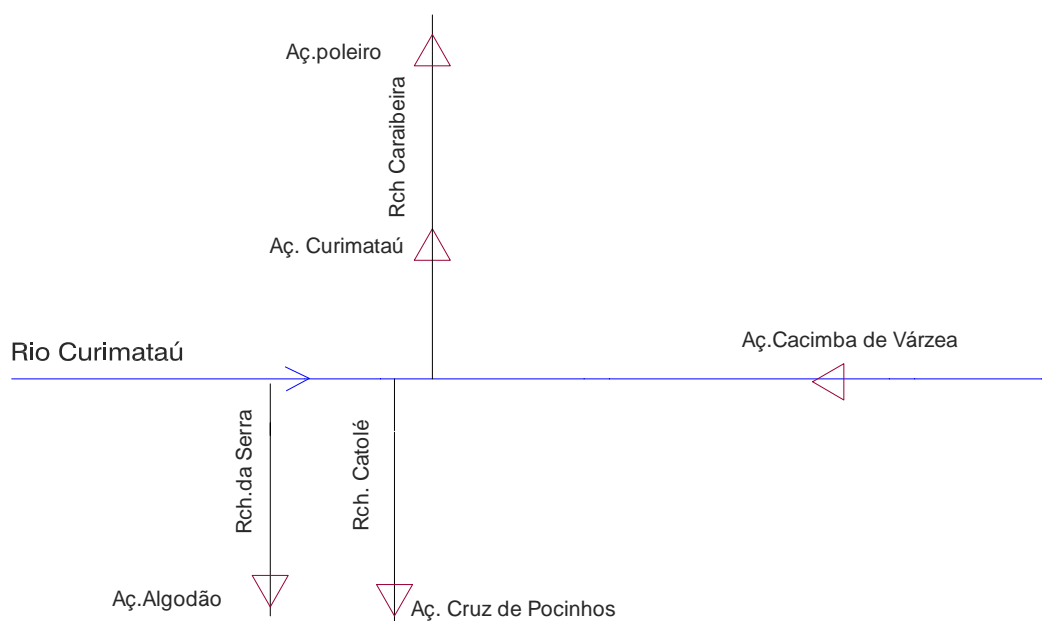 Aç.poleiro
Rch Caraibeira
Aç. Curimataú
Rio Curimataú
Aç.Cacimba de Várzea
Rch.da Serra
Rch. Catolé
Aç.Algodão
Aç. Cruz de Pocinhos